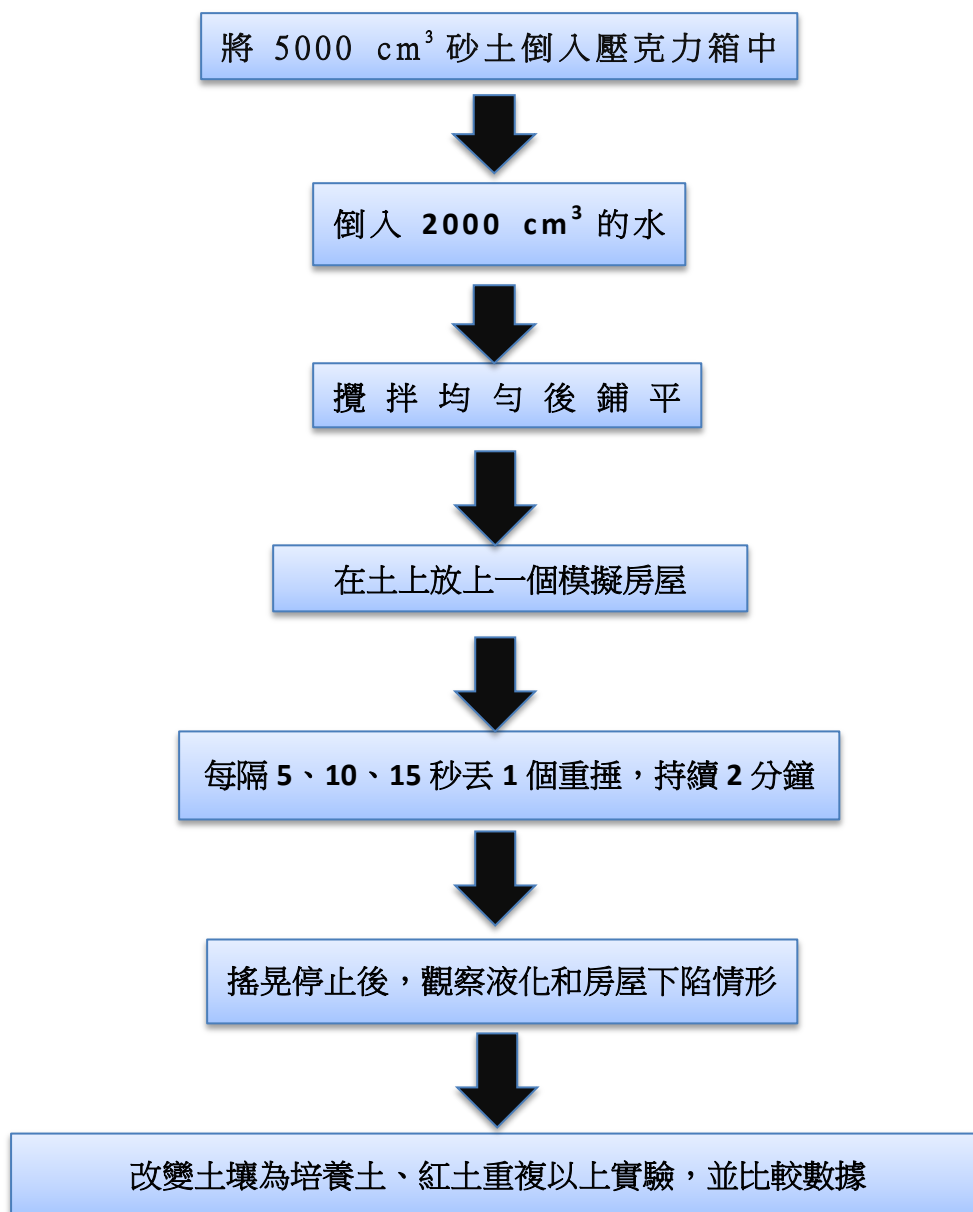 將 5000 cm³ 砂土倒入壓克力箱中
倒入 2000 cm³ 的水
攪拌均勻後鋪平
在土上放上一個模擬房屋
每隔 5、10、15 秒丟 1 個重捶，持續 2 分鐘
搖晃停止後，觀察液化和房屋下陷情形
改變土壤為培養土、紅土重複以上實驗，並比較數據